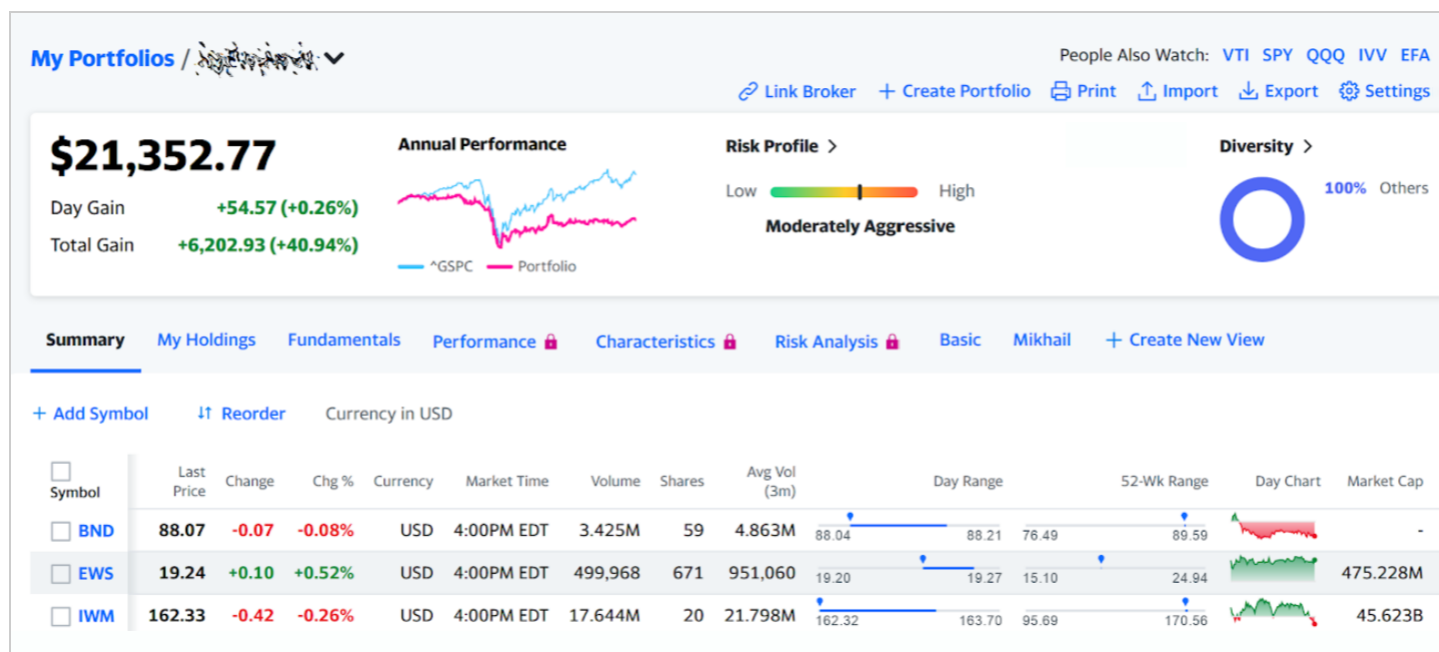 My Portfolios /
People Also Watch: VTI SPY QQQ IVV EFA
Link Broker + Create Portfolio Print Import Export Settings
$21,352.77
Day Gain +54.57 (+0.26%)
Total Gain +6,202.93 (+40.94%)
Annual Performance
^GSPC Portfolio
Risk Profile >
Low High
Moderately Aggressive
Diversity >
100% Others
Summary My Holdings Fundamentals Performance Characteristics Risk Analysis Basic Mikhail + Create New View
+ Add Symbol Reorder Currency in USD
Symbol Last Price Change Chg % Currency Market Time Volume Shares Avg Vol (3m) Day Range 52-Wk Range Day Chart Market Cap
BND 88.07 -0.07 -0.08% USD 4:00PM EDT 3.425M 59 4.863M 88.04 88.21 76.49 89.59 -
EWS 19.24 +0.10 +0.52% USD 4:00PM EDT 499,968 671 951,060 19.20 19.27 15.10 24.94 475.228M
IWM 162.33 -0.42 -0.26% USD 4:00PM EDT 17.644M 20 21.798M 162.32 163.70 95.69 170.56 45.623B